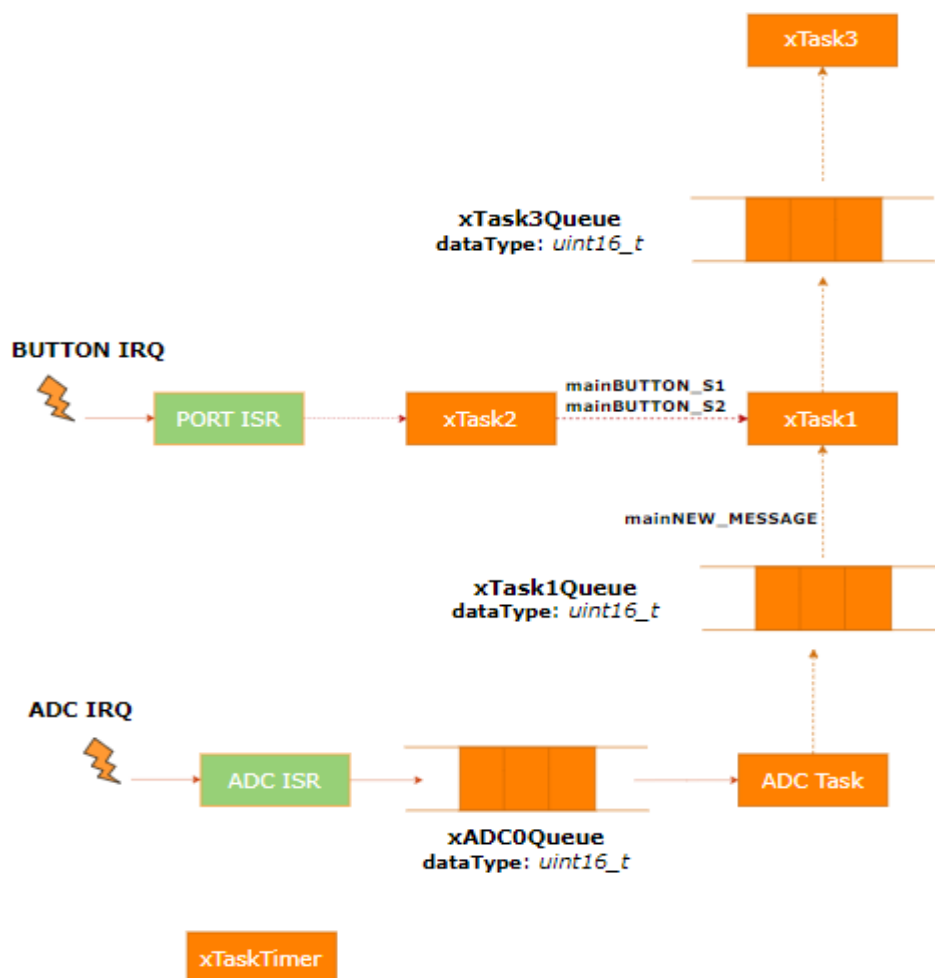 xTask3
xTask3Queue
dataType: uint16_t
BUTTON IRQ
mainBUTTON_S1
mainBUTTON_S2
PORT ISR
xTask2
xTask1
mainNEW_MESSAGE
xTask1Queue
dataType: uint16_t
ADC IRQ
ADC ISR
ADC Task
xADC0Queue
dataType: uint16_t
xTaskTimer